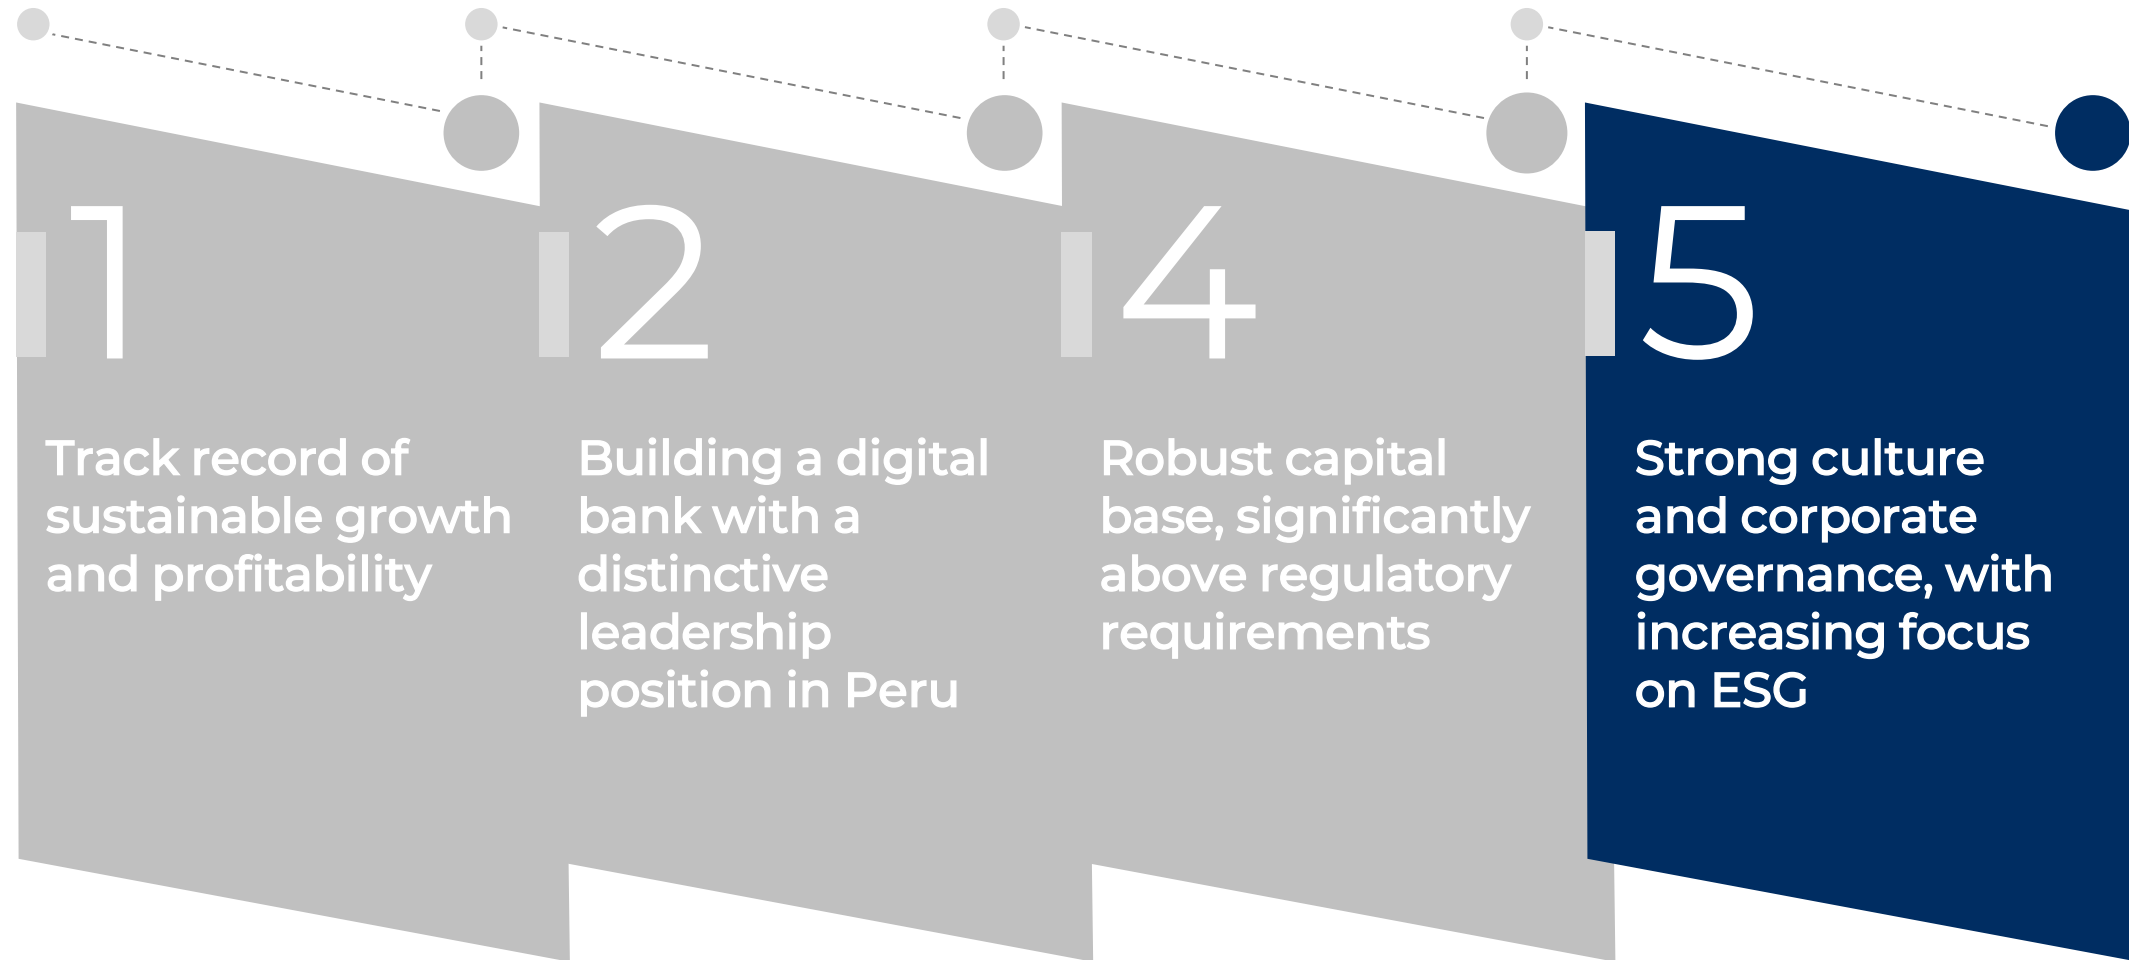 1
Track record of
sustainable growth
and profitability
2
Building a digital
bank with a
distinctive
leadership
position in Peru
4
Robust capital
base, significantly
above regulatory
requirements
5
Strong culture
and corporate
governance, with
increasing focus
on ESG